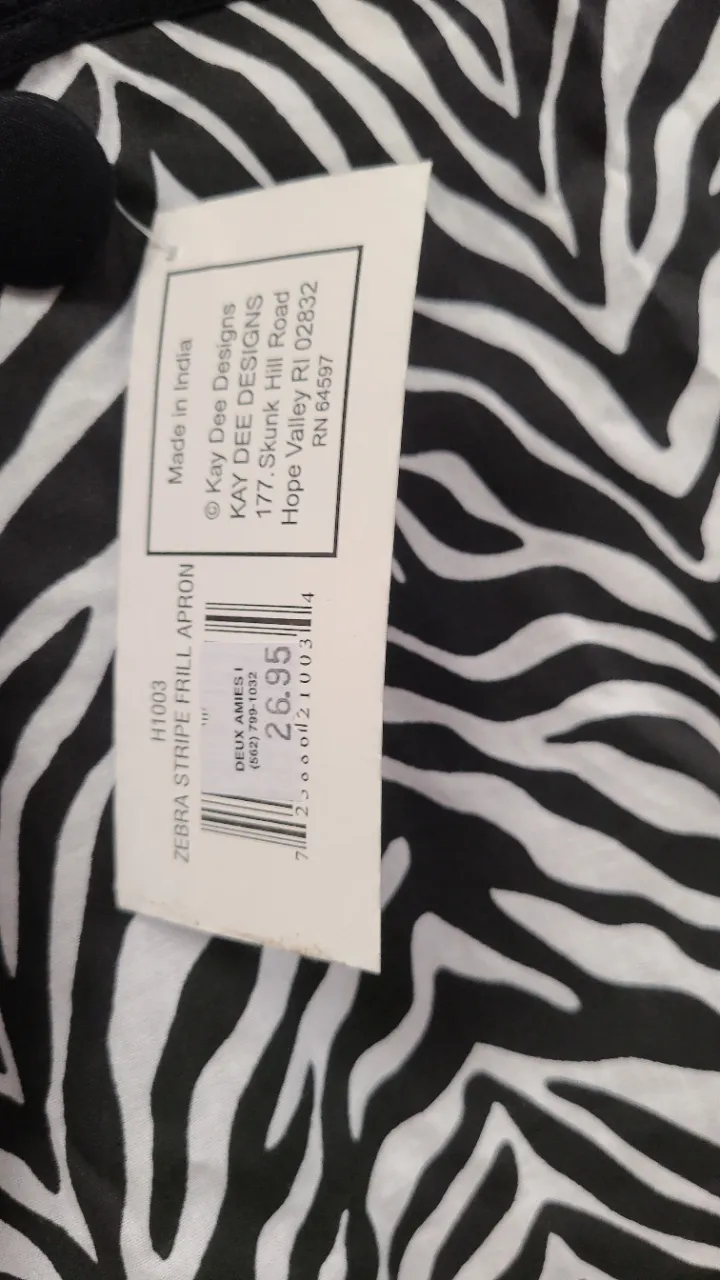 H1003
ZEBRA STRIPE FRILL APRON
DEUX AMIES I
(562) 799-1032
26.95
Made in India
© Kay Dee Designs
KAY DEE DESIGNS
177. Skunk Hill Road
Hope Valley RI 02832
RN 64597